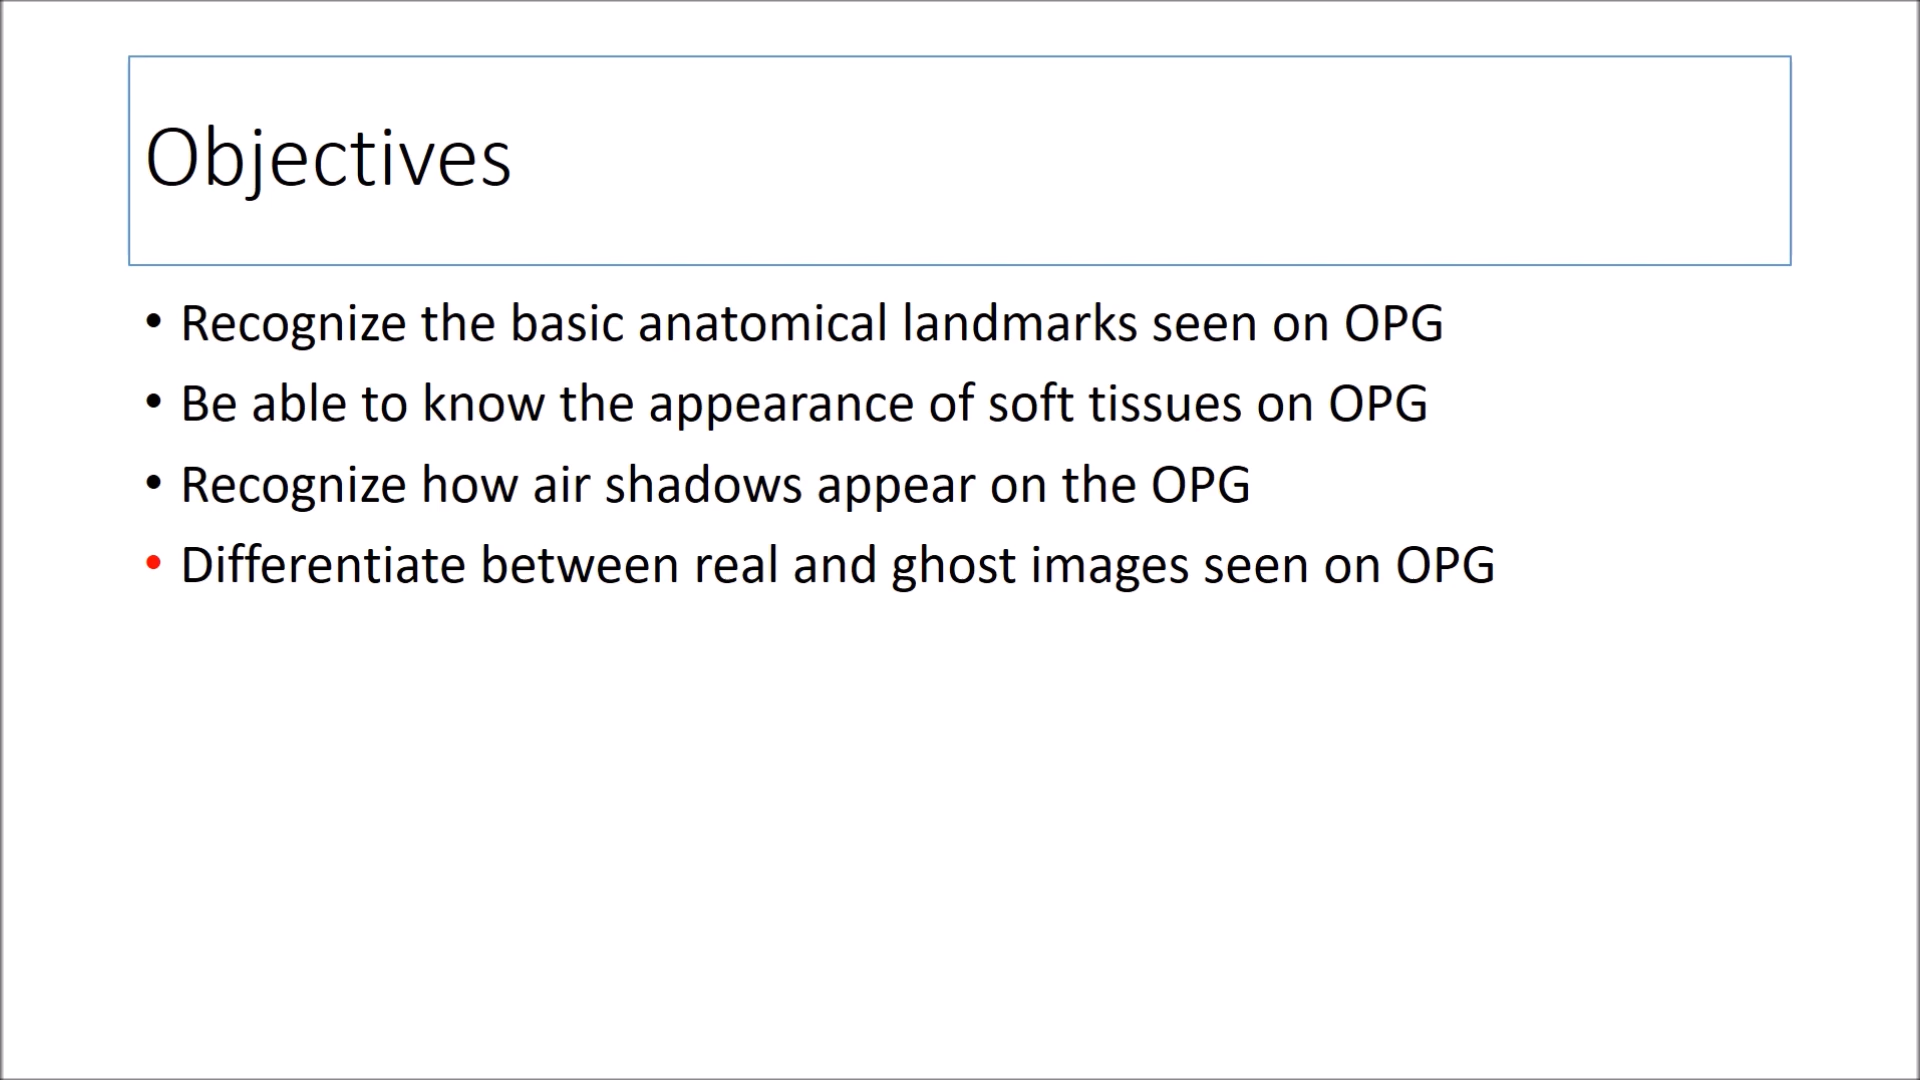 Objectives
• Recognize the basic anatomical landmarks seen on OPG
• Be able to know the appearance of soft tissues on OPG
• Recognize how air shadows appear on the OPG
• Differentiate between real and ghost images seen on OPG